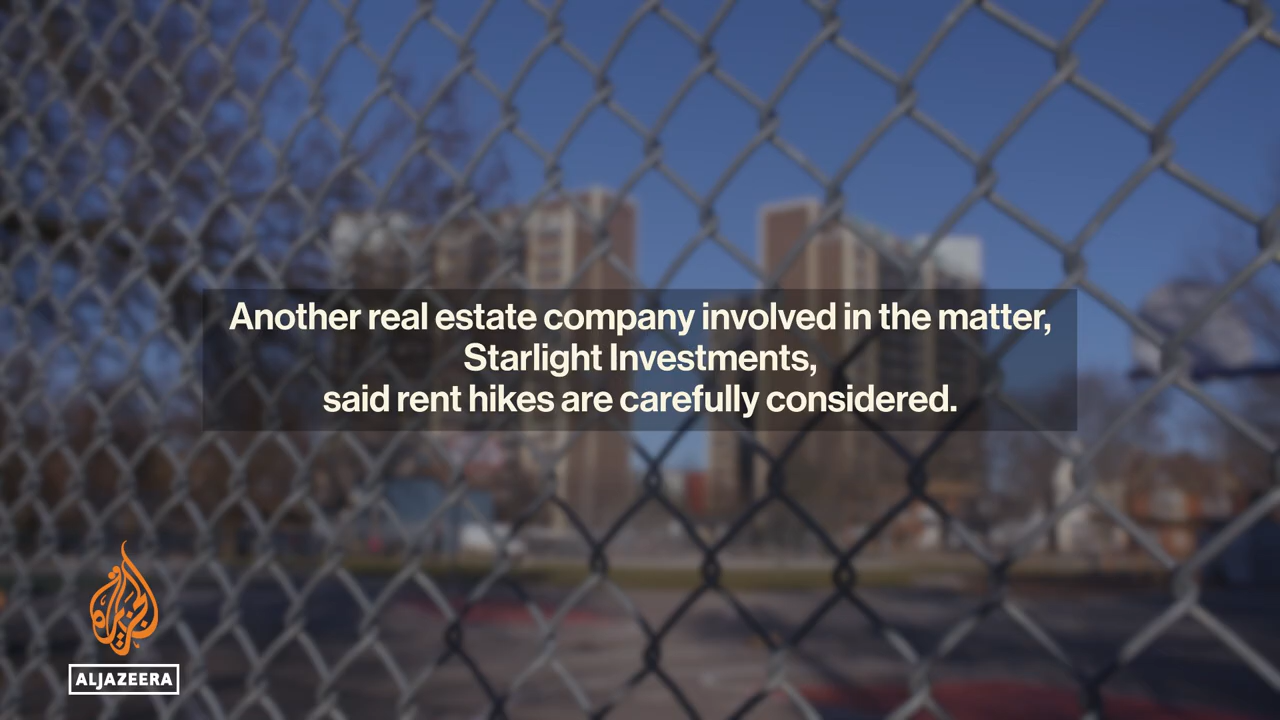 Another real estate company involved in the matter,
Starlight Investments,
said rent hikes are carefully considered.
ALJAZEERA